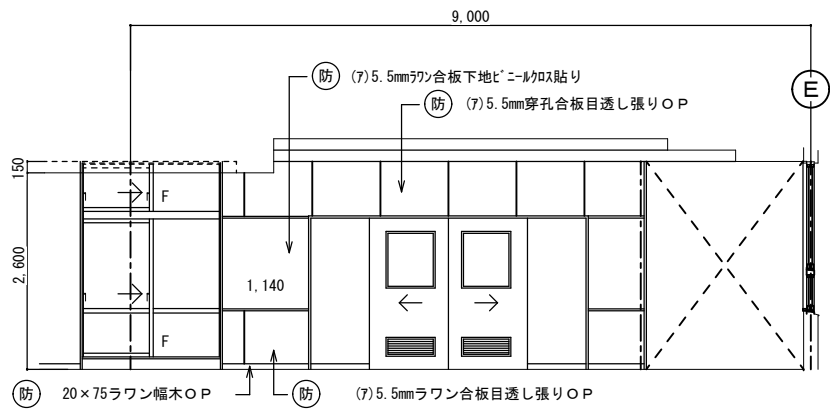 9,000
防 (ｱ)5.5mmﾗﾜﾝ合板下地ﾋﾞﾆｰﾙｸﾛｽ貼り
防 (ｱ)5.5mm穿孔合板目透し張りＯＰ
E
150
F
2,600
1,140
F
防 20×75ラワン幅木ＯＰ
防 (ｱ)5.5mmラワン合板目透し張りＯＰ